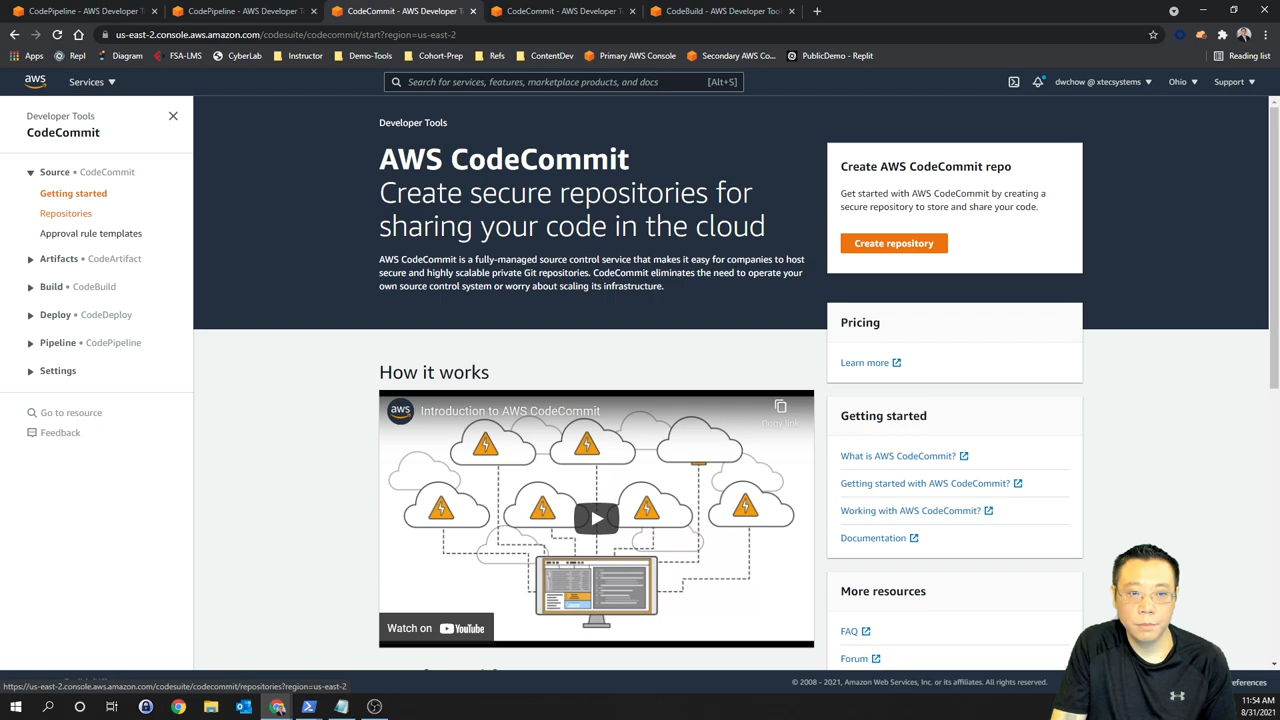 CodePipeline - AWS Developer T
CodePipeline - AWS Developer T
CodeCommit - AWS Developer T
CodeCommit - AWS Developer T
CodeBuild - AWS Developer Tool
us-east-2.console.aws.amazon.com/codesuite/codecommit/start?region=us-east-2
Apps
Repl
Diagram
FSA-LMS
CyberLab
Instructor
Demo-Tools
Cohort-Prep
Refs
ContentDev
Primary AWS Console
Secondary AWS Co...
PublicDemo - Replit
Reading list
aws
Services
Search for services, features, marketplace products, and docs
[Alt+S]
dwchow @ xtecsystems
Ohio
Support
Developer Tools
CodeCommit
Source • CodeCommit
Getting started
Repositories
Approval rule templates
Artifacts • CodeArtifact
Build • CodeBuild
Deploy • CodeDeploy
Pipeline • CodePipeline
Settings
Go to resource
Feedback
Developer Tools
AWS CodeCommit
Create secure repositories for
sharing your code in the cloud
AWS CodeCommit is a fully-managed source control service that makes it easy for companies to host
secure and highly scalable private Git repositories. CodeCommit eliminates the need to operate your
own source control system or worry about scaling its infrastructure.
Create AWS CodeCommit repo
Get started with AWS CodeCommit by creating a
secure repository to store and share your code.
Create repository
Pricing
Learn more
How it works
aws
Introduction to AWS CodeCommit
Copy link
Watch on YouTube
Getting started
What is AWS CodeCommit?
Getting started with AWS CodeCommit?
Working with AWS CodeCommit?
Documentation
More resources
FAQ
Forum
https://us-east-2.console.aws.amazon.com/codesuite/codecommit/repositories?region=us-east-2
© 2008 - 2021, Amazon Web Services, Inc. or its affiliates. All rights reserved.
11:54 AM
8/31/2021